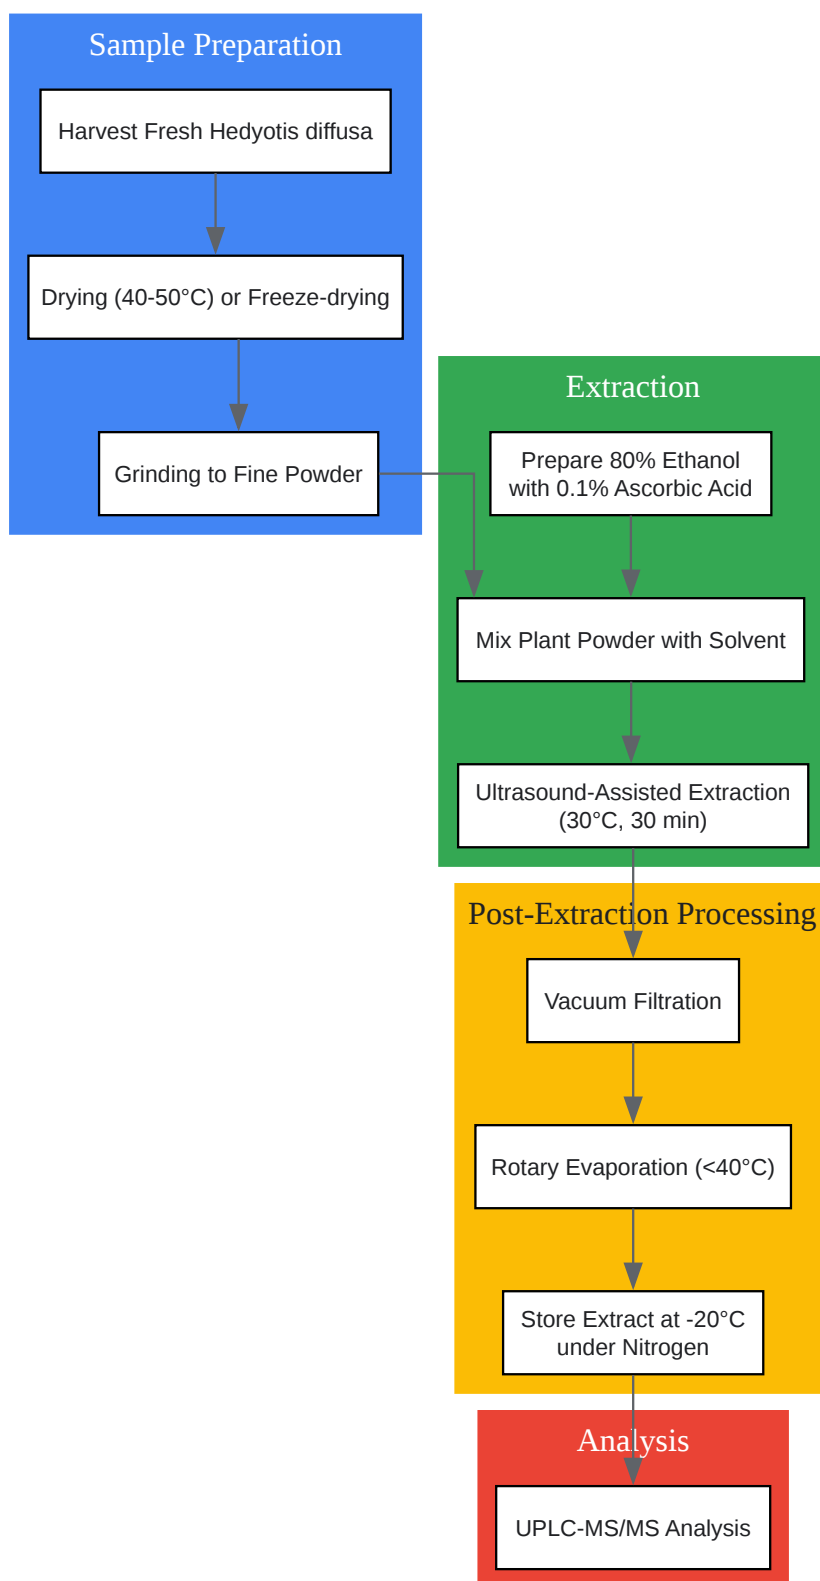 Sample Preparation
Harvest Fresh Hedyotis diffusa
Drying (40-50°C) or Freeze-drying
Grinding to Fine Powder
Extraction
Prepare 80% Ethanol
with 0.1% Ascorbic Acid
Mix Plant Powder with Solvent
Ultrasound-Assisted Extraction
(30°C, 30 min)
Post-Extraction Processing
Vacuum Filtration
Rotary Evaporation (<40°C)
Store Extract at -20°C
under Nitrogen
Analysis
UPLC-MS/MS Analysis